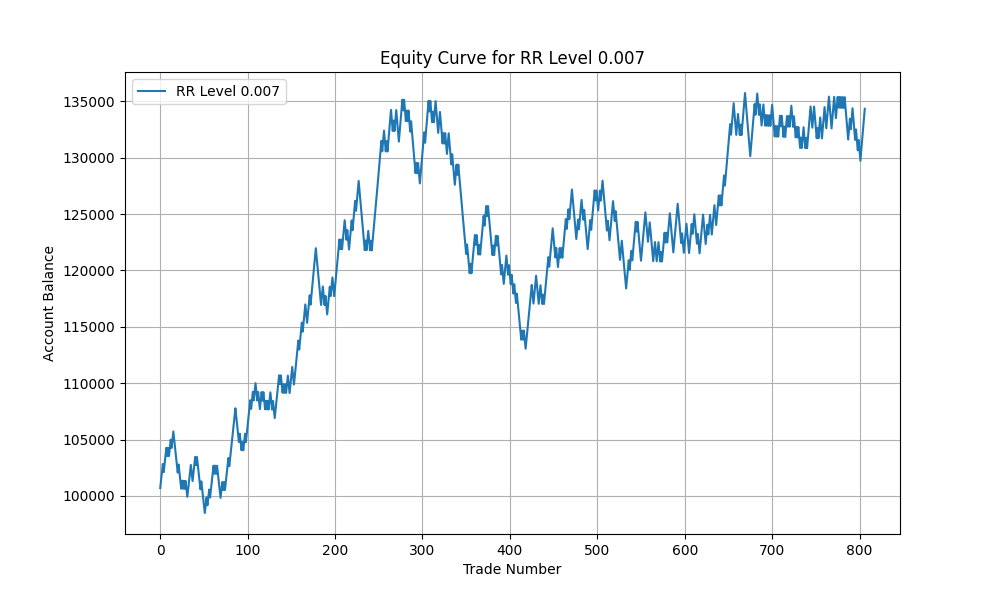 Equity Curve for RR Level 0.007
RR Level 0.007
135000
130000
125000
120000
115000
110000
105000
100000
Account Balance
0 100 200 300 400 500 600 700 800
Trade Number